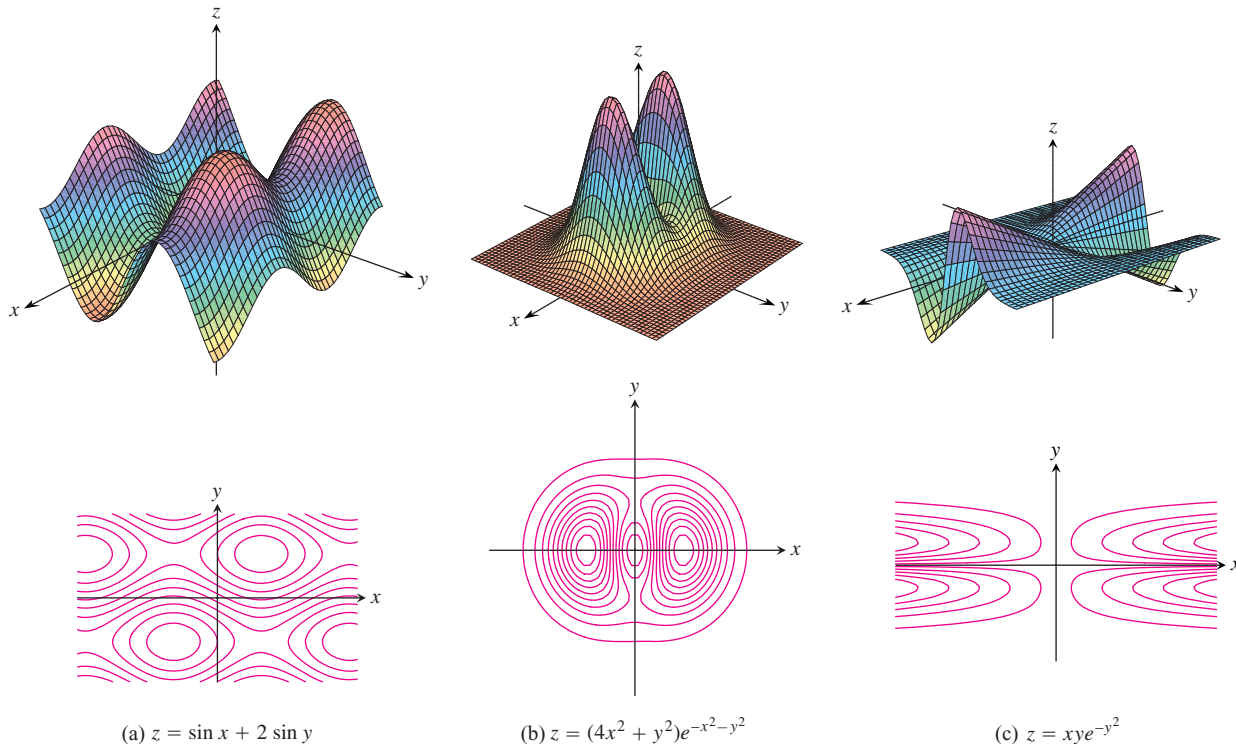 z
z
z
x
y
x
y
x
y
y
y
y
x
x
x
(a) z = sin x + 2 sin y
(b) z = (4x² + y²)e^{−x²−y²}
(c) z = xye^{−y²}